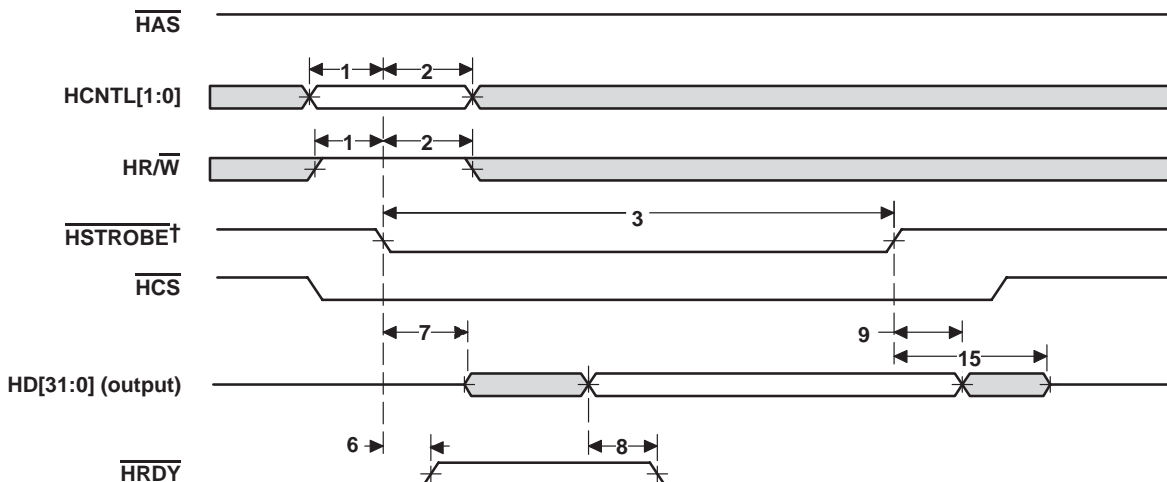 HAS
1 2
HCNTL[1:0]
1 2
HR/W
3
HSTROBE†
HCS
7 9
15
HD[31:0] (output)
6 8
HRDY